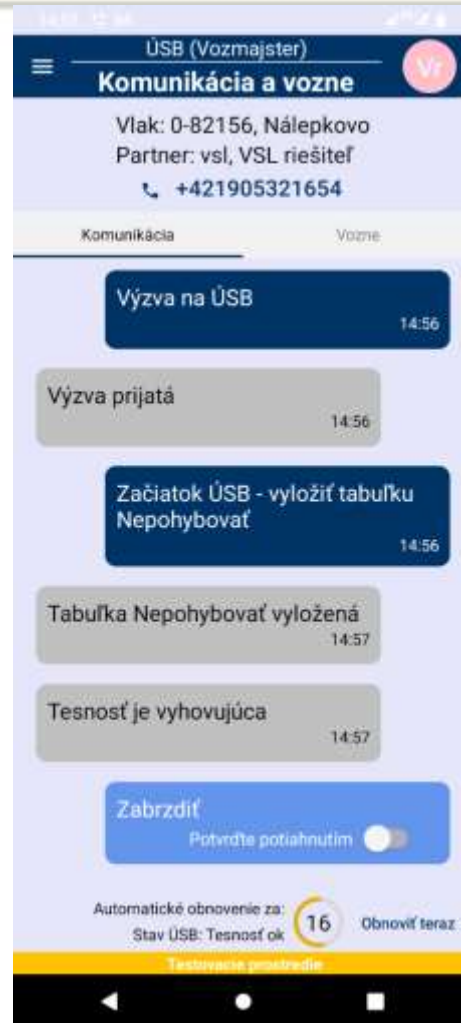 ÚSB (Vozmajster)
Komunikácia a vozne
Vr
Vlak: 0-82156, Nálepkovo
Partner: vsl, VSL riešiteľ
+421905321654
Komunikácia
Vozne
Výzva na ÚSB
14:56
Výzva prijatá
14:56
Začiatok ÚSB - vyložiť tabuľku
Nepohybovať
14:56
Tabuľka Nepohybovať vyložená
14:57
Tesnosť je vyhovujúca
14:57
Zabrzdiť
Potvrďte potiahnutím
Automatické obnovenie za:
Stav ÚSB: Tesnosť ok
16
Obnoviť teraz
Testovacie prostredie